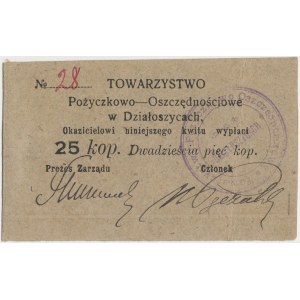 № 28 TOWARZYSTWO
Pożyczkowo—Oszczędnościowe
w Działoszycach,
Okazicielowi niniejszego kwitu wypłaci
25 kop. Dwadzieścia pięć kop.
Prezes Zarządu Członek